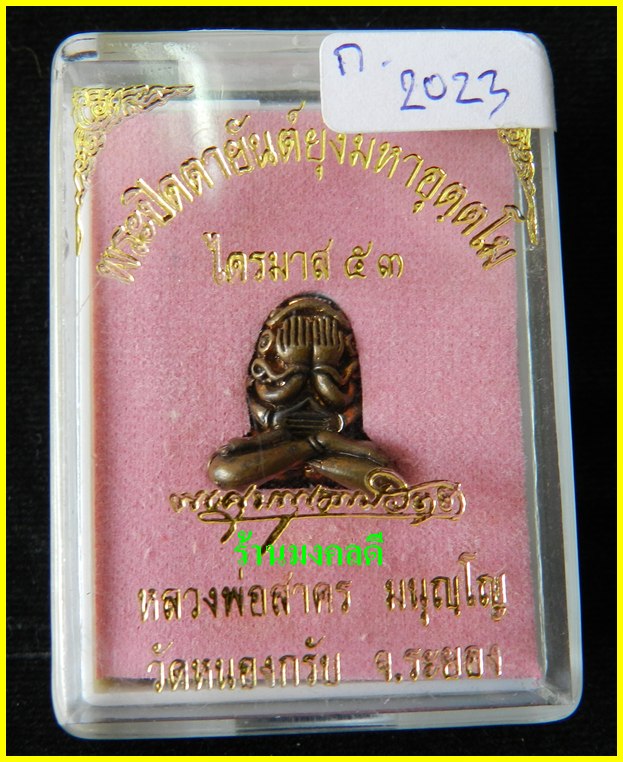 ก. 2023
พระปิดตายันต์ยุ่งมหาอุตฺตโม
ไตรมาส ๕๓
ร้านมงคลดี
หลวงพ่อสาคร มนุญฺโญ
วัดหนองกรับ จ.ระยอง